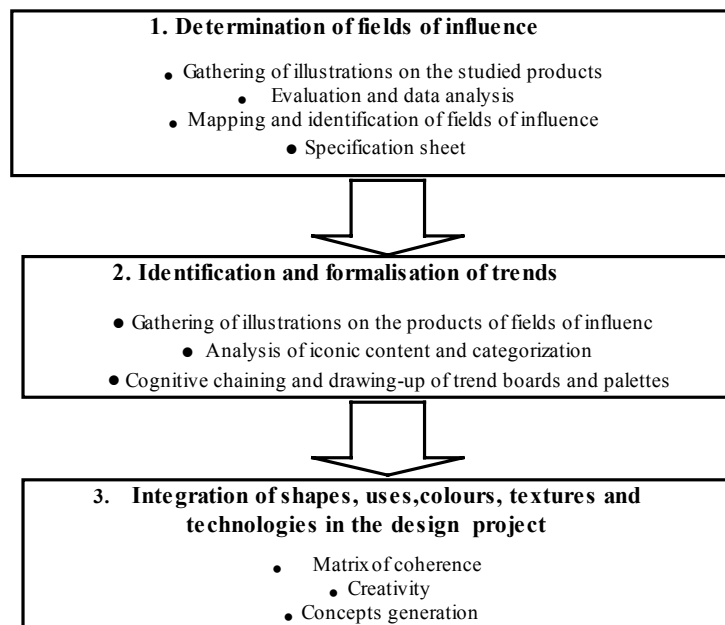 1. Determination of fields of influence
• Gathering of illustrations on the studied products
• Evaluation and data analysis
• Mapping and identification of fields of influence
• Specification sheet
2. Identification and formalisation of trends
• Gathering of illustrations on the products of fields of influenc
• Analysis of iconic content and categorization
• Cognitive chaining and drawing-up of trend boards and palettes
3. Integration of shapes, uses,colours, textures and
technologies in the design project
• Matrix of coherence
• Creativity
• Concepts generation